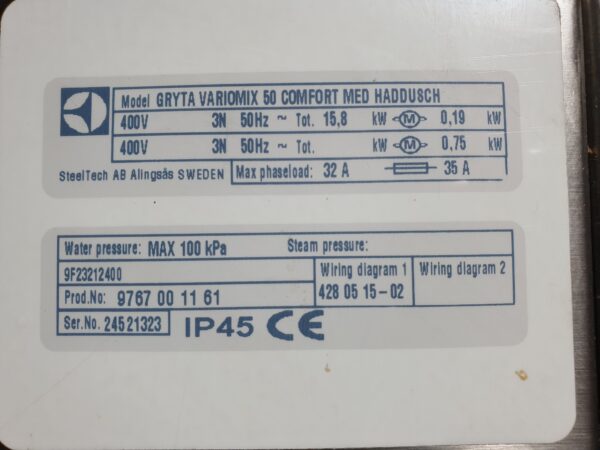 Model GRYTA VARIOMIX 50 COMFORT MED HADDUSCH
400V 3N 50Hz ~ Tot. 15,8 kW M 0,19 kW
400V 3N 50Hz ~ Tot. kW M 0,75 kW
SteelTech AB Alingsås SWEDEN Max phaseload: 32 A 35 A
Water pressure: MAX 100 kPa Steam pressure:
9F23212400 Wiring diagram 1 Wiring diagram 2
Prod.No: 9767 00 11 61 428 05 15-02
Ser.No. 24521323 IP45 CE